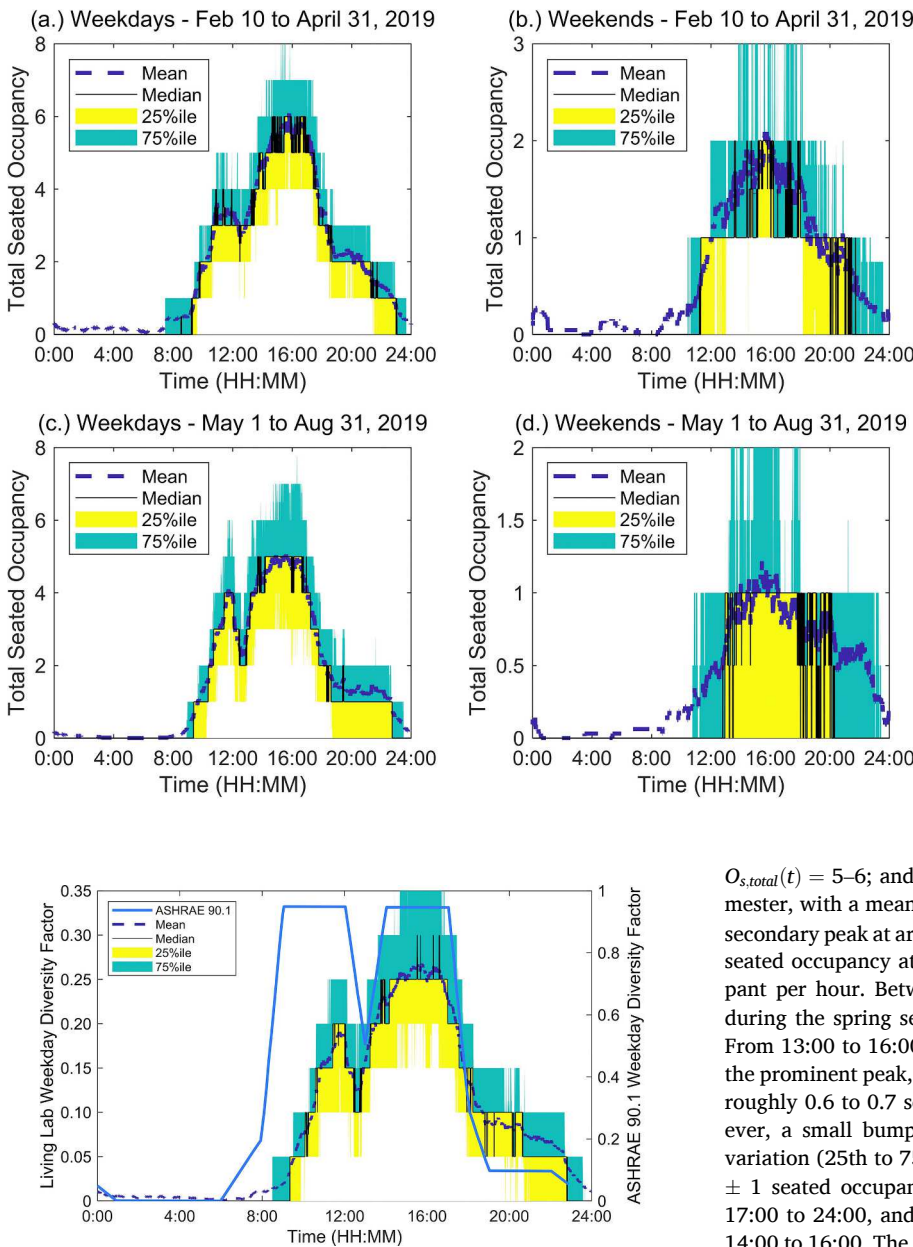 (a.) Weekdays - Feb 10 to April 31, 2019
8
6
4
2
0
Total Seated Occupancy
Mean
Median
25%ile
75%ile
0:00 4:00 8:00 12:00 16:00 20:00 24:00
Time (HH:MM)
(b.) Weekends - Feb 10 to April 31, 2019
3
2
1
0
Total Seated Occupancy
Mean
Median
25%ile
75%ile
0:00 4:00 8:00 12:00 16:00 20:00 24:00
Time (HH:MM)
(c.) Weekdays - May 1 to Aug 31, 2019
8
6
4
2
0
Total Seated Occupancy
Mean
Median
25%ile
75%ile
0:00 4:00 8:00 12:00 16:00 20:00 24:00
Time (HH:MM)
(d.) Weekends - May 1 to Aug 31, 2019
2
1.5
1
0.5
0
Total Seated Occupancy
Mean
Median
25%ile
75%ile
0:00 4:00 8:00 12:00 16:00 20:00 24:00
Time (HH:MM)
0.35
0.30
0.25
0.20
0.15
0.10
0.05
0
Living Lab Weekday Diversity Factor
ASHRAE 90.1
Mean
Median
25%ile
75%ile
1
0.8
0.6
0.4
0.2
0
ASHRAE 90.1 Weekday Diversity Factor
0:00 4:00 8:00 12:00 16:00 20:00 24:00
Time (HH:MM)
O_{s,total}(t) = 5–6; and
mester, with a mean
secondary peak at ar
seated occupancy at
pant per hour. Betw
during the spring se
From 13:00 to 16:00
the prominent peak,
roughly 0.6 to 0.7 s
ever, a small bump
variation (25th to 75
± 1 seated occupan
17:00 to 24:00, and
14:00 to 16:00. The